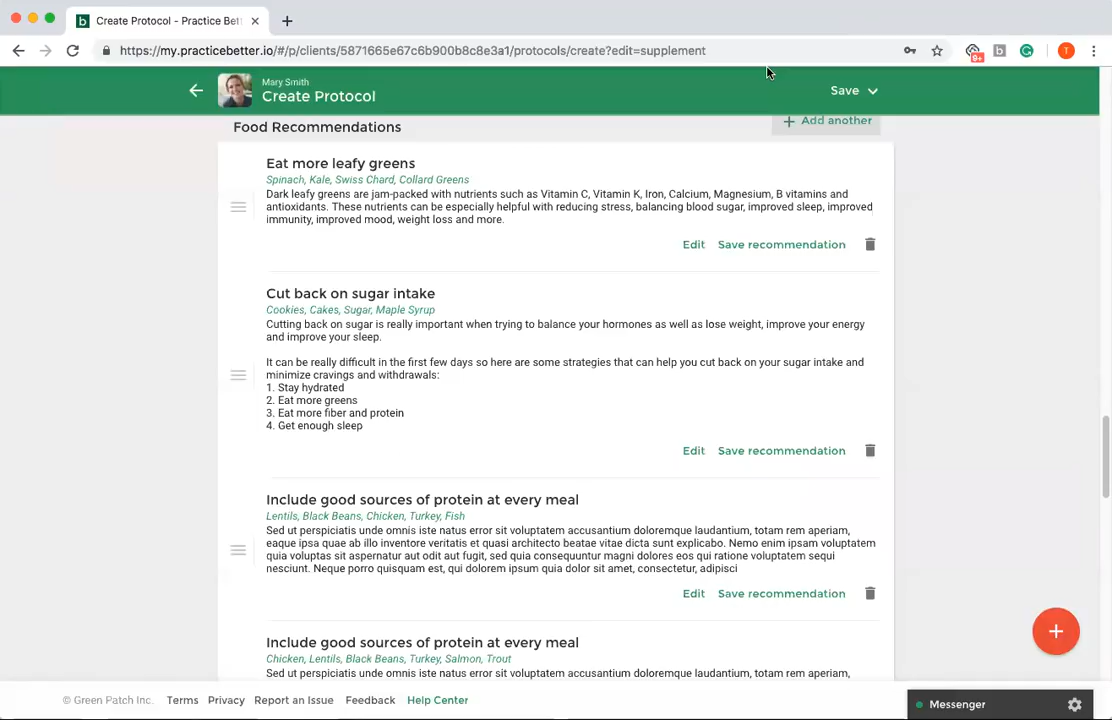 Create Protocol - Practice Bet
https://my.practicebetter.io/#/p/clients/5871665e67c6b900b8c8e3a1/protocols/create?edit=supplement
9+
b
T
Mary Smith
Create Protocol
Save
Food Recommendations
+ Add another
Eat more leafy greens
Spinach, Kale, Swiss Chard, Collard Greens
Dark leafy greens are jam-packed with nutrients such as Vitamin C, Vitamin K, Iron, Calcium, Magnesium, B vitamins and
antioxidants. These nutrients can be especially helpful with reducing stress, balancing blood sugar, improved sleep, improved
immunity, improved mood, weight loss and more.
Edit Save recommendation
Cut back on sugar intake
Cookies, Cakes, Sugar, Maple Syrup
Cutting back on sugar is really important when trying to balance your hormones as well as lose weight, improve your energy
and improve your sleep.
It can be really difficult in the first few days so here are some strategies that can help you cut back on your sugar intake and
minimize cravings and withdrawals:
1. Stay hydrated
2. Eat more greens
3. Eat more fiber and protein
4. Get enough sleep
Edit Save recommendation
Include good sources of protein at every meal
Lentils, Black Beans, Chicken, Turkey, Fish
Sed ut perspiciatis unde omnis iste natus error sit voluptatem accusantium doloremque laudantium, totam rem aperiam,
eaque ipsa quae ab illo inventore veritatis et quasi architecto beatae vitae dicta sunt explicabo. Nemo enim ipsam voluptatem
quia voluptas sit aspernatur aut odit aut fugit, sed quia consequuntur magni dolores eos qui ratione voluptatem sequi
nesciunt. Neque porro quisquam est, qui dolorem ipsum quia dolor sit amet, consectetur, adipisci
Edit Save recommendation
Include good sources of protein at every meal
Chicken, Lentils, Black Beans, Turkey, Salmon, Trout
Sed ut perspiciatis unde omnis iste natus error sit voluptatem accusantium doloremque laudantium, totam rem aperiam,
© Green Patch Inc. Terms Privacy Report an Issue Feedback Help Center
Messenger